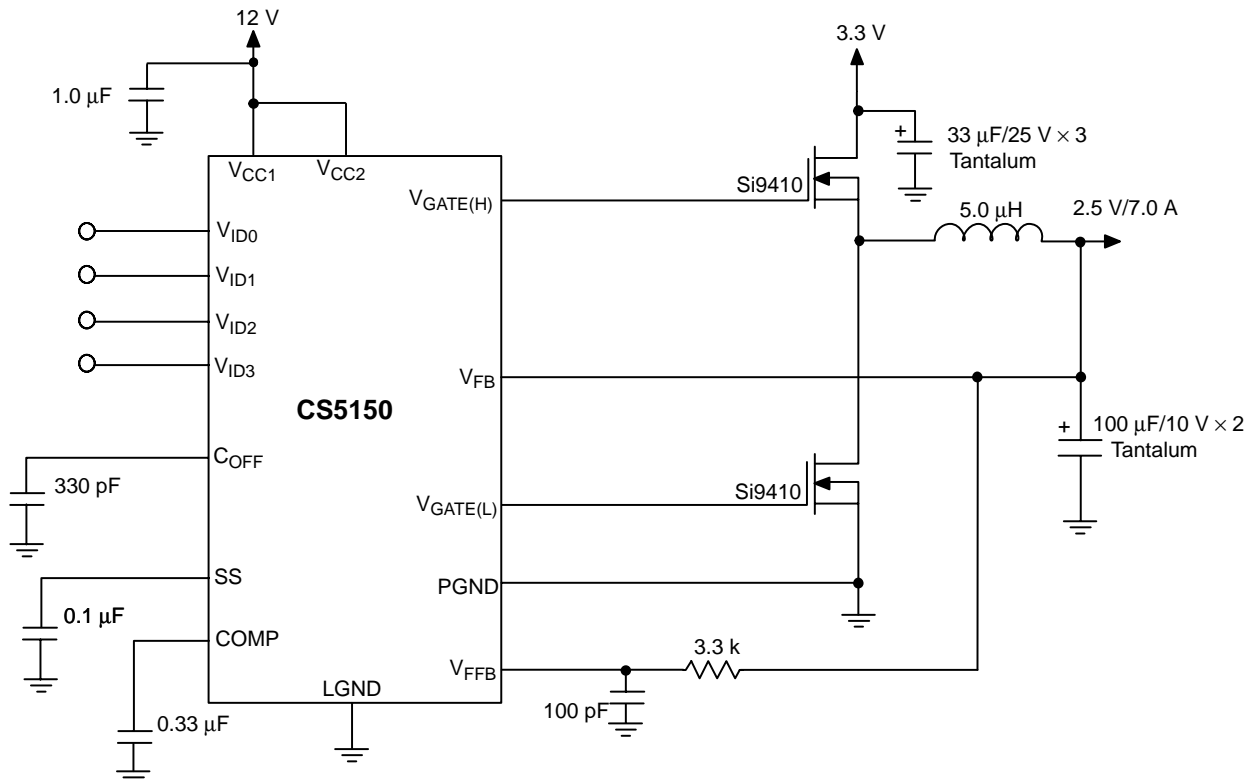 12 V
3.3 V
1.0 μF
33 μF/25 V × 3
Tantalum
VCC1
VCC2
VGATE(H)
Si9410
5.0 μH
2.5 V/7.0 A
VID0
VID1
VID2
VID3
VFB
CS5150
100 μF/10 V × 2
Tantalum
COFF
330 pF
Si9410
VGATE(L)
SS
PGND
0.1 μF
COMP
3.3 k
VFFB
LGND
100 pF
0.33 μF
+
+